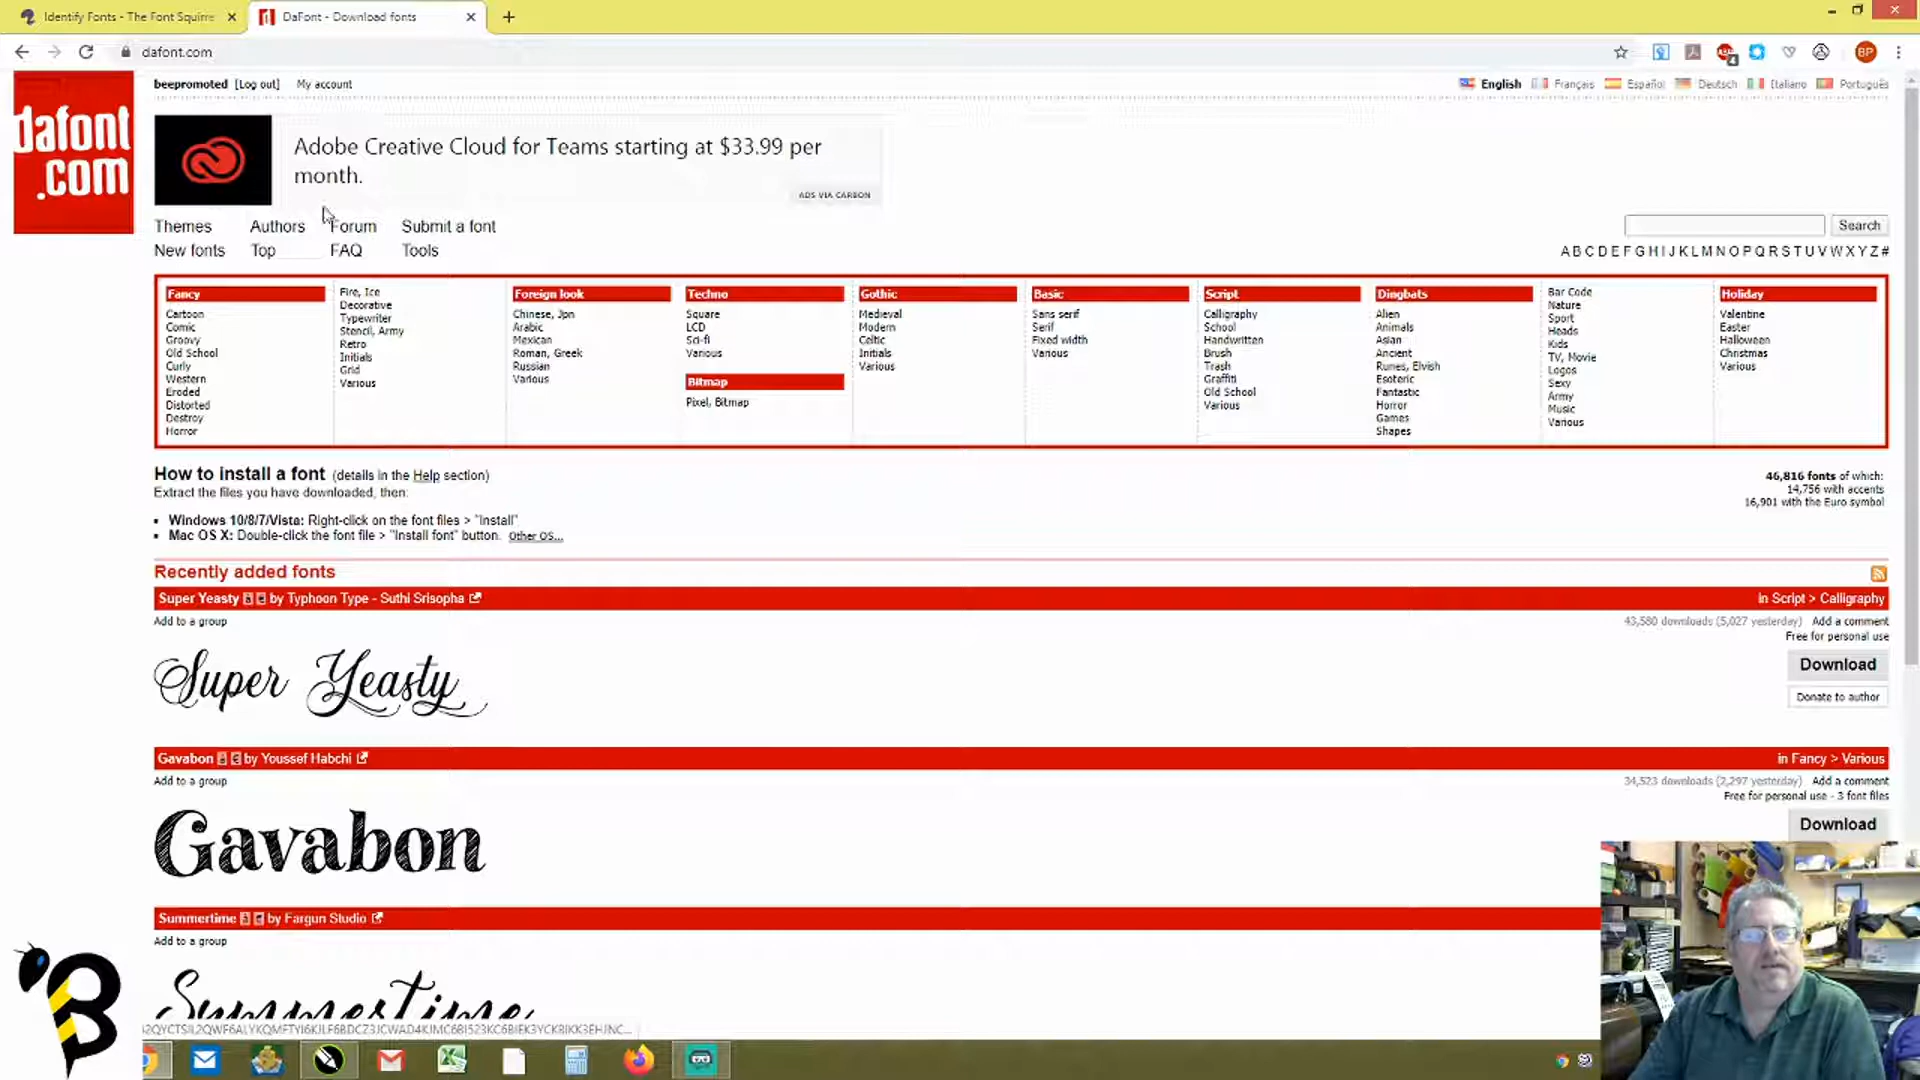 Identify Fonts - The Font Squirre
DaFont - Download fonts
dafont.com
BP
4
dafont
.com
beepromoted [Log out] My account
English Français Español Deutsch Italiano Português
Adobe Creative Cloud for Teams starting at $33.99 per
month.
ADS VIA CARBON
Themes Authors Forum Submit a font
New fonts Top FAQ Tools
Search
A B C D E F G H I J K L M N O P Q R S T U V W X Y Z #
Fancy
Cartoon
Comic
Groovy
Old School
Curly
Western
Eroded
Distorted
Destroy
Horror
Fire, Ice
Decorative
Typewriter
Stencil, Army
Retro
Initials
Grid
Various
Foreign look
Chinese, Jpn
Arabic
Mexican
Roman, Greek
Russian
Various
Techno
Square
LCD
Sci-fi
Various
Bitmap
Pixel, Bitmap
Gothic
Medieval
Modern
Celtic
Initials
Various
Basic
Sans serif
Serif
Fixed width
Various
Script
Calligraphy
School
Handwritten
Brush
Trash
Graffiti
Old School
Various
Dingbats
Alien
Animals
Asian
Ancient
Runes, Elvish
Esoteric
Fantastic
Horror
Games
Shapes
Bar Code
Nature
Sport
Heads
Kids
TV, Movie
Logos
Sexy
Army
Music
Various
Holiday
Valentine
Easter
Halloween
Christmas
Various
How to install a font (details in the Help section)
Extract the files you have downloaded, then:
Windows 10/8/7/Vista: Right-click on the font files > "Install"
Mac OS X: Double-click the font file > "Install font" button. Other OS...
46,816 fonts of which:
14,756 with accents
16,901 with the Euro symbol
Recently added fonts
Super Yeasty à € by Typhoon Type - Suthi Srisopha
in Script > Calligraphy
Add to a group
43,580 downloads (5,027 yesterday) Add a comment
Free for personal use
Super Yeasty
Download
Donate to author
Gavabon à € by Youssef Habchi
in Fancy > Various
Add to a group
34,523 downloads (2,297 yesterday) Add a comment
Free for personal use - 3 font files
Gavabon
Download
Summertime à € by Fargun Studio
Add to a group
Summertime
B